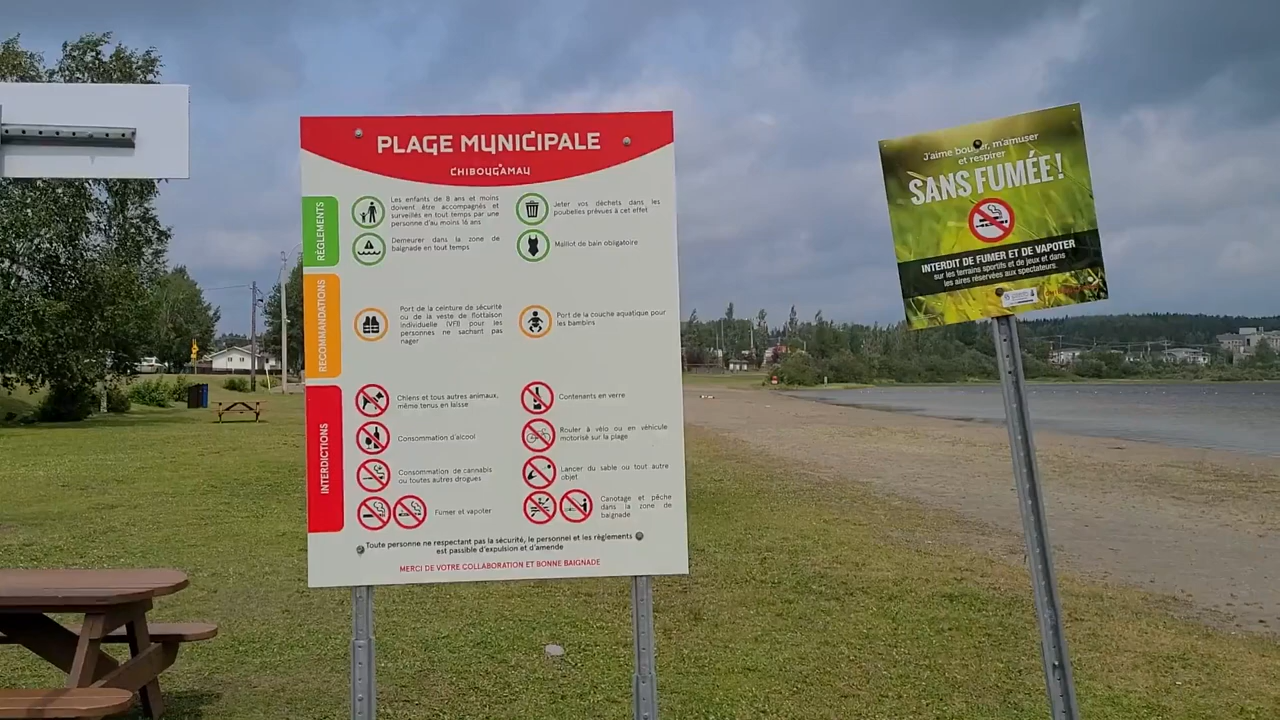 PLAGE MUNICIPALE
CHIBOUGAMAU
RÈGLEMENTS
Les enfants de 8 ans et moins
doivent être accompagnés et
surveillés en tout temps par une
personne d'au moins 16 ans
Jeter vos déchets dans les
poubelles prévues à cet effet
Demeurer dans la zone de
baignade en tout temps
Maillot de bain obligatoire
RECOMMANDATIONS
Port de la ceinture de sécurité
ou de la veste de flottaison
individuelle (VFI) pour les
personnes ne sachant pas
nager
Port de la couche aquatique pour
les bambins
INTERDICTIONS
Chiens et tous autres animaux,
même tenus en laisse
Contenants en verre
Consommation d'alcool
Rouler à vélo ou en véhicule
motorisé sur la plage
Consommation de cannabis
ou toutes autres drogues
Lancer du sable ou tout autre
objet
Fumer et vapoter
Canotage et pêche
dans la zone de
baignade
Toute personne ne respectant pas la sécurité, le personnel et les règlements
est passible d'expulsion et d'amende
MERCI DE VOTRE COLLABORATION ET BONNE BAIGNADE
J'aime bouger, m'amuser
et respirer
SANS FUMÉE!
INTERDIT DE FUMER ET DE VAPOTER
sur les terrains sportifs et de jeux et dans
les aires réservées aux spectateurs.